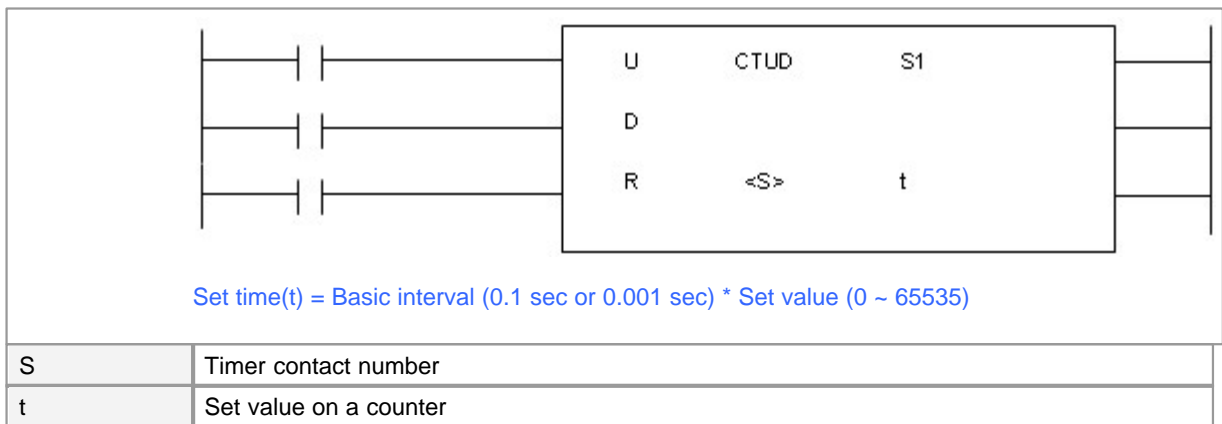 U CTUD S1
D
R <S> t
Set time(t) = Basic interval (0.1 sec or 0.001 sec) * Set value (0 ~ 65535)
S Timer contact number
t Set value on a counter